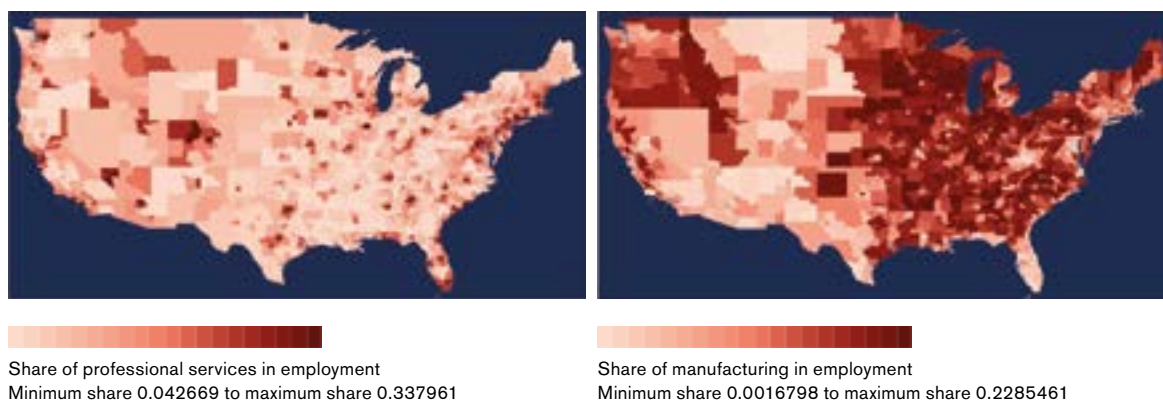 Share of professional services in employment
Minimum share 0.042669 to maximum share 0.337961
Share of manufacturing in employment
Minimum share 0.0016798 to maximum share 0.2285461